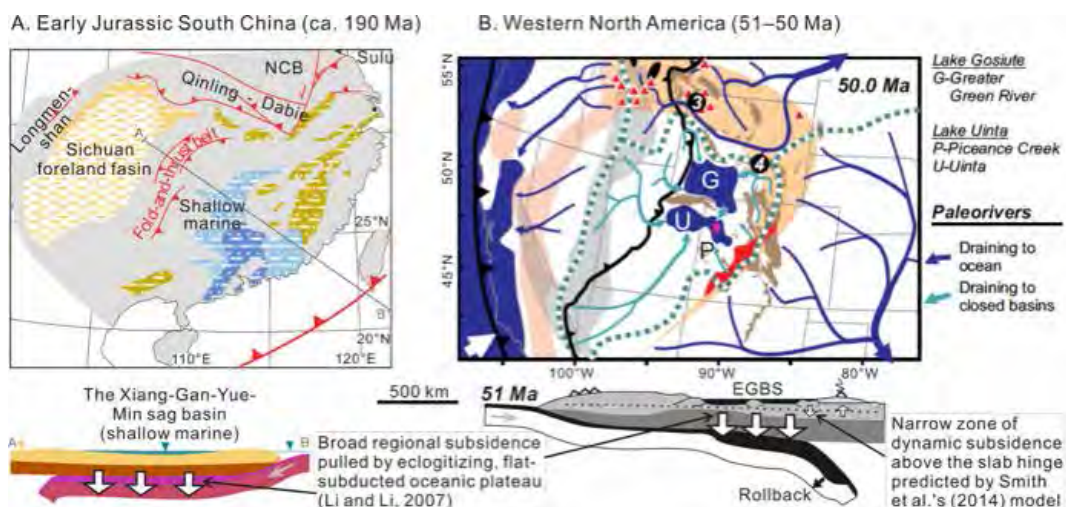 A. Early Jurassic South China (ca. 190 Ma)
NCB
Sulu
Qinling - Dabie
Longmen-
shan
A
Sichuan
foreland fasin
Fold-and-thrust belt
Shallow
marine
25°N
B
20°N
110°E
120°E
B. Western North America (51–50 Ma)
55°N
50°N
45°N
50.0 Ma
3
4
G
U
P
100°W
90°W
80°W
Lake Gosiute
G-Greater
Green River
Lake Uinta
P-Piceance Creek
U-Uinta
Paleorivers
Draining to
ocean
Draining to
closed basins
500 km
The Xiang-Gan-Yue-
Min sag basin
(shallow marine)
A
B
Broad regional subsidence
pulled by eclogitizing, flat-
subducted oceanic plateau
(Li and Li, 2007)
51 Ma
EGBS
Rollback
Narrow zone of
dynamic subsidence
above the slab hinge
predicted by Smith
et al.'s (2014) model